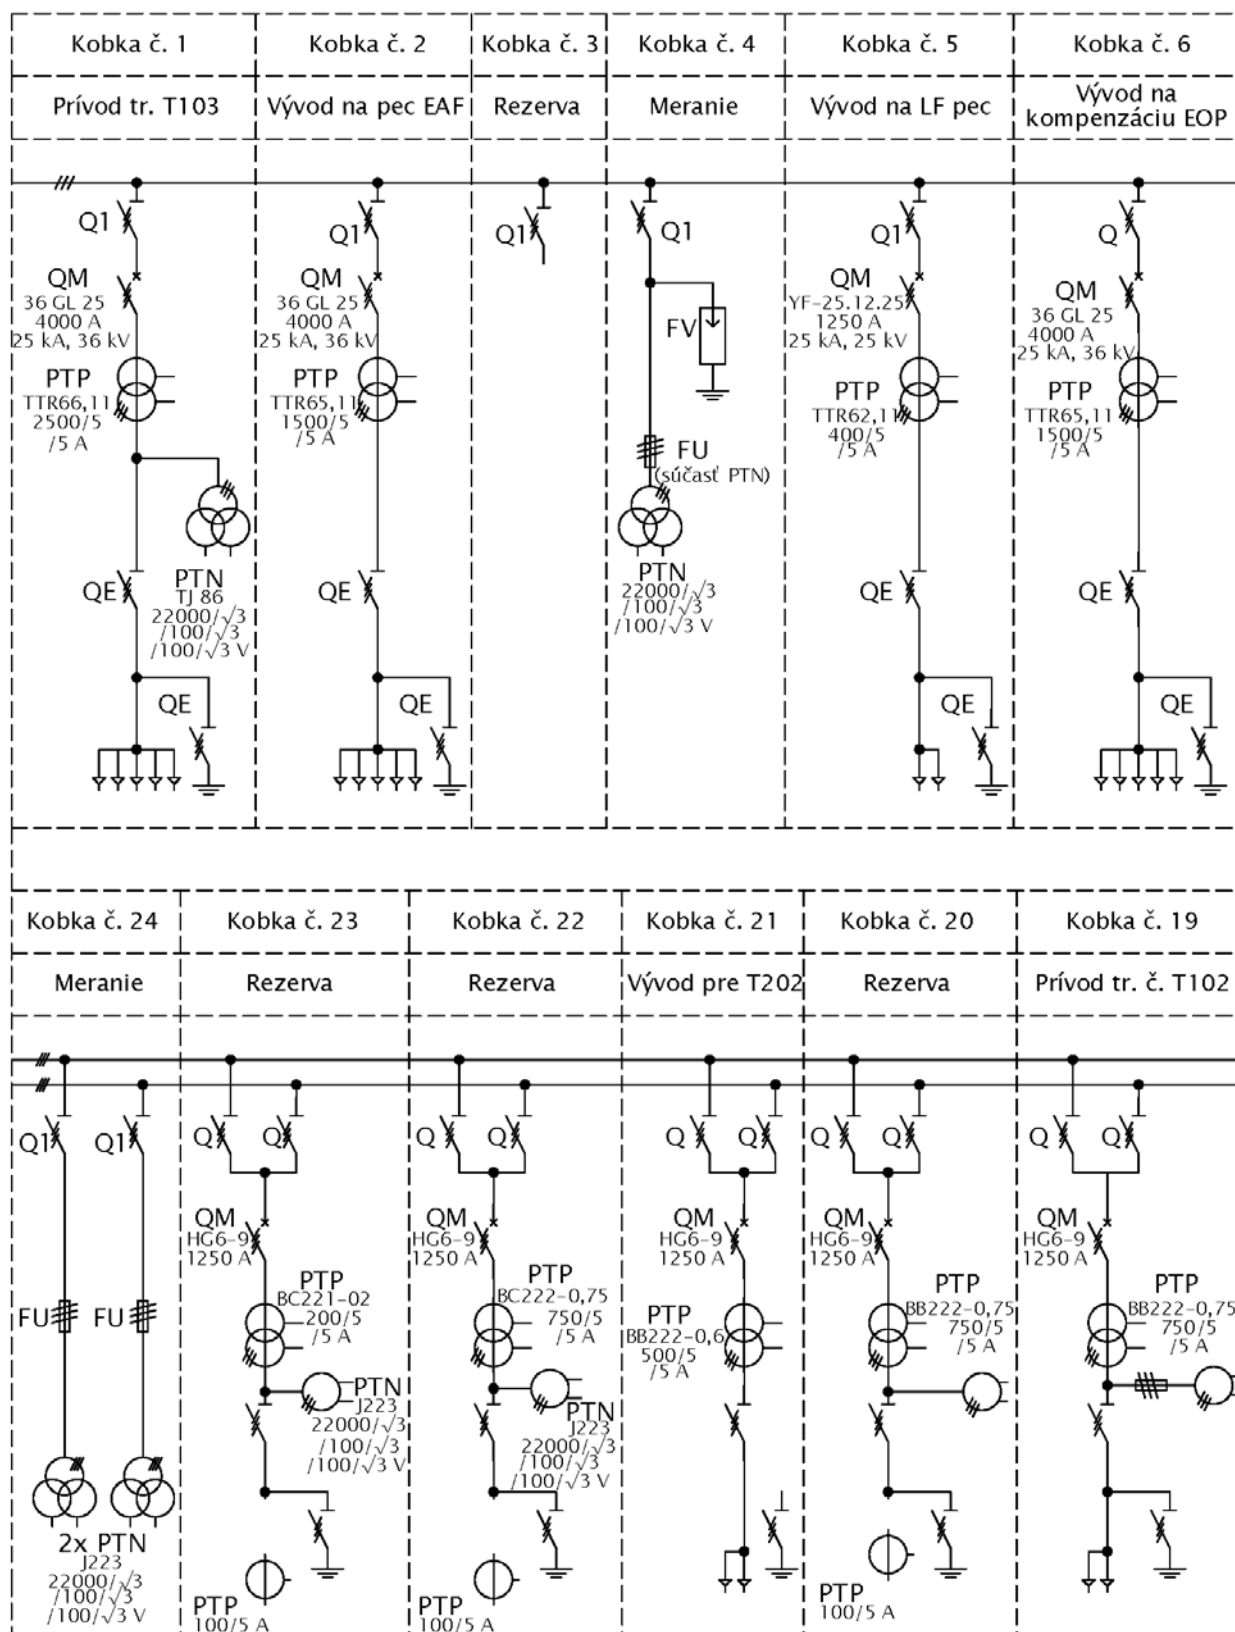 Kobka č. 1
Kobka č. 2
Kobka č. 3
Kobka č. 4
Kobka č. 5
Kobka č. 6
Prívod tr. T103
Vývod na pec EAF
Rezerva
Meranie
Vývod na LF pec
Vývod na
kompenzáciu EOP
Q1
QM
36 GL 25
4000 A
25 kA, 36 kV
PTP
TTR66,11
2500/5
/5 A
PTN
TJ 86
22000/√3
/100/√3
/100/√3 V
QE
QE
Q1
QM
36 GL 25
4000 A
25 kA, 36 kV
PTP
TTR65,11
1500/5
/5 A
QE
QE
Q1
Q1
FV
FU
(súčasť PTN)
PTN
22000/√3
/100/√3
/100/√3 V
Q1
QM
YF-25.12.25
1250 A
25 kA, 25 kV
PTP
TTR62,11
400/5
/5 A
QE
QE
Q
QM
36 GL 25
4000 A
25 kA, 36 kV
PTP
TTR65,11
1500/5
/5 A
QE
QE
Kobka č. 24
Kobka č. 23
Kobka č. 22
Kobka č. 21
Kobka č. 20
Kobka č. 19
Meranie
Rezerva
Rezerva
Vývod pre T202
Rezerva
Prívod tr. č. T102
Q1
Q1
FU
FU
2x PTN
J223
22000/√3
/100/√3
/100/√3 V
Q
Q
QM
HG6-9
1250 A
PTP
BC221-02
200/5
/5 A
PTN
J223
22000/√3
/100/√3
/100/√3 V
PTP
100/5 A
Q
Q
QM
HG6-9
1250 A
PTP
BC222-0,75
750/5
/5 A
PTN
J223
22000/√3
/100/√3
/100/√3 V
PTP
100/5 A
Q
Q
QM
HG6-9
1250 A
PTP
BB222-0,6
500/5
/5 A
Q
Q
QM
HG6-9
1250 A
PTP
BB222-0,75
750/5
/5 A
PTP
100/5 A
Q
Q
QM
HG6-9
1250 A
PTP
BB222-0,75
750/5
/5 A